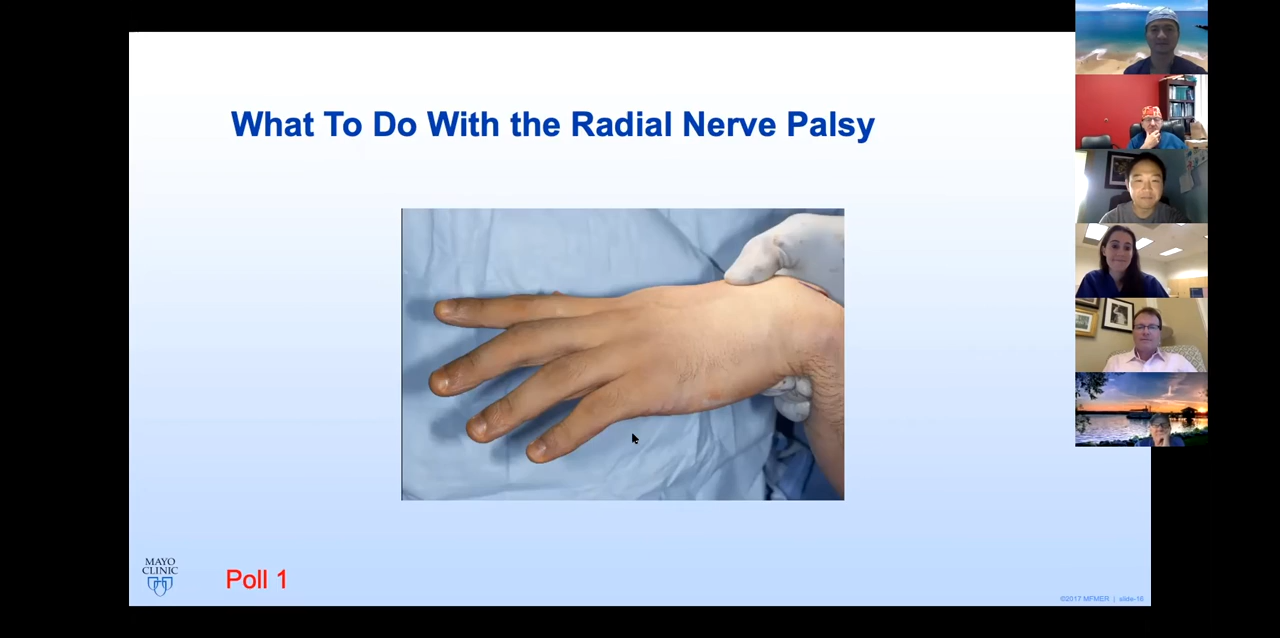 What To Do With the Radial Nerve Palsy
MAYO
CLINIC
Poll 1
©2017 MFMER | slide-16